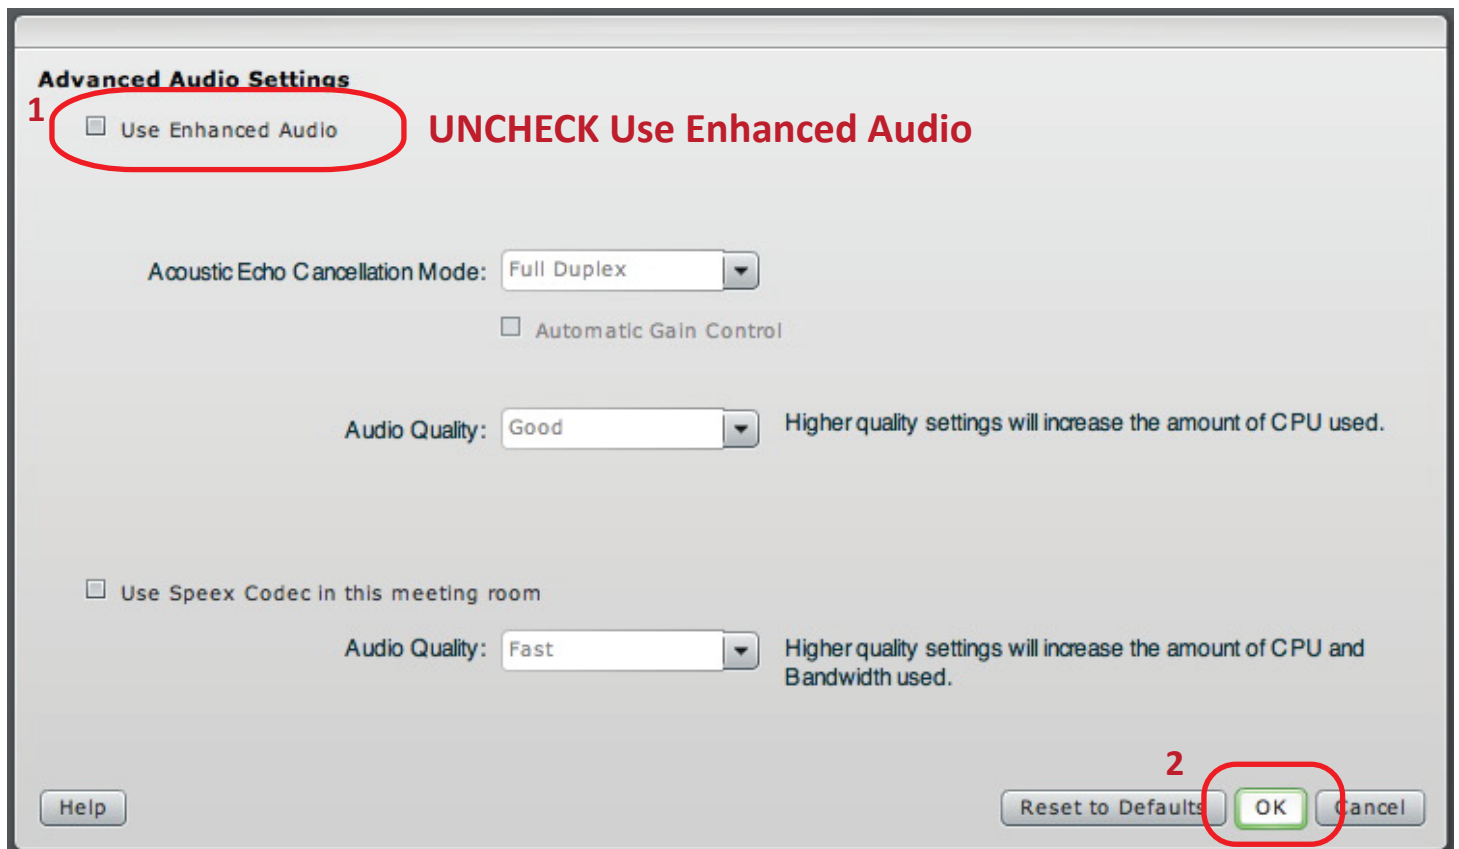 Advanced Audio Settings
1
Use Enhanced Audio
UNCHECK Use Enhanced Audio
Acoustic Echo Cancellation Mode: Full Duplex
Automatic Gain Control
Audio Quality: Good
Higher quality settings will increase the amount of CPU used.
Use Speex Codec in this meeting room
Audio Quality: Fast
Higher quality settings will increase the amount of CPU and
Bandwidth used.
2
Help
Reset to Defaults
OK
Cancel